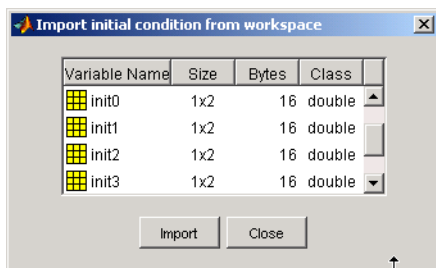 Import initial condition from workspace
Variable Name Size Bytes Class
init0 1x2 16 double
init1 1x2 16 double
init2 1x2 16 double
init3 1x2 16 double
Import Close